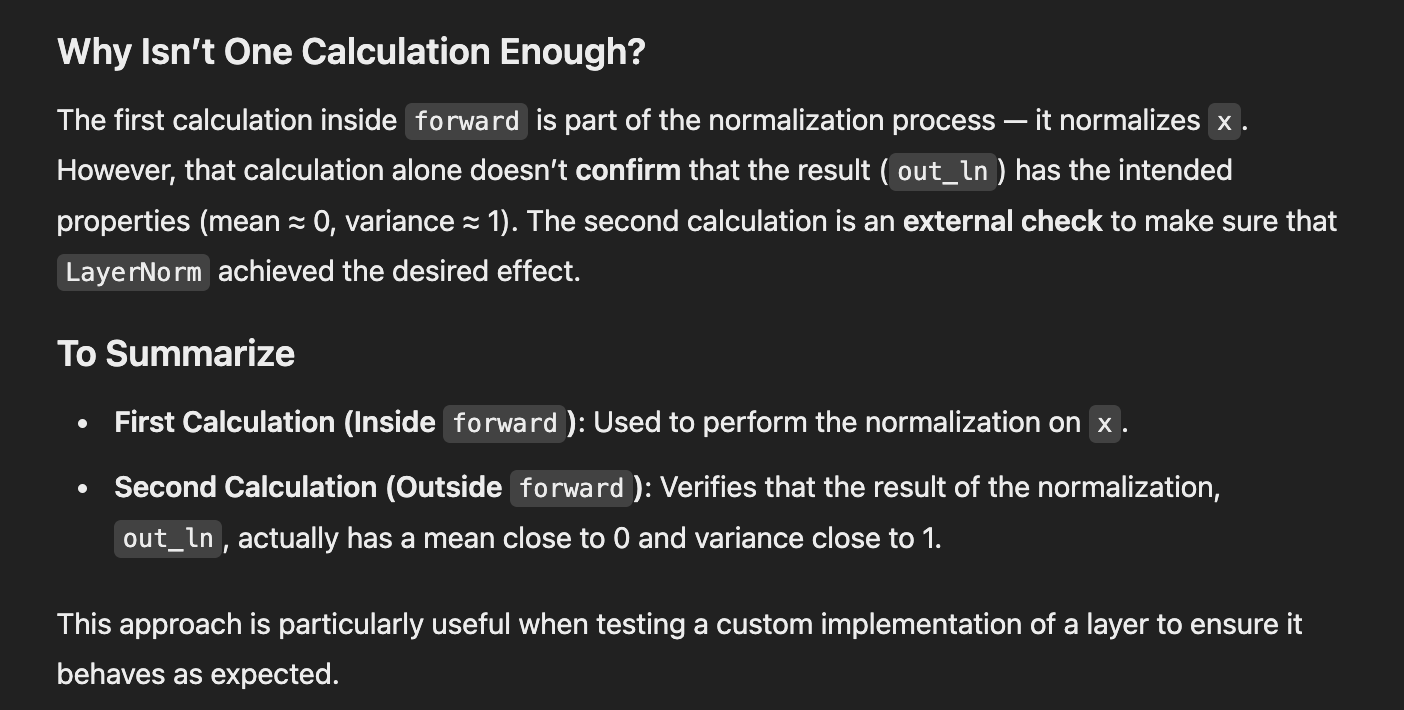 Why Isn’t One Calculation Enough?
The first calculation inside forward is part of the normalization process — it normalizes x.
However, that calculation alone doesn’t confirm that the result (out_ln) has the intended
properties (mean ≈ 0, variance ≈ 1). The second calculation is an external check to make sure that
LayerNorm achieved the desired effect.
To Summarize
• First Calculation (Inside forward): Used to perform the normalization on x.
• Second Calculation (Outside forward): Verifies that the result of the normalization,
out_ln, actually has a mean close to 0 and variance close to 1.
This approach is particularly useful when testing a custom implementation of a layer to ensure it
behaves as expected.